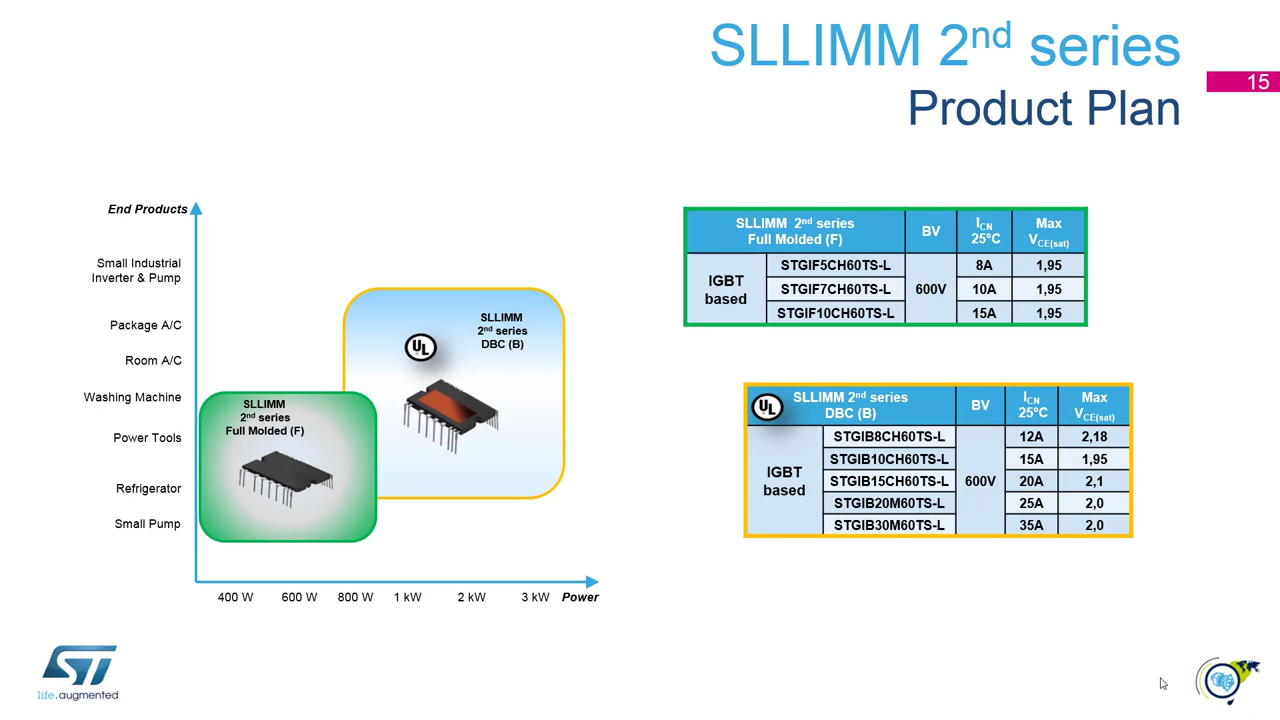 SLLIMM 2nd series
15
Product Plan
End Products
Small Industrial
Inverter & Pump
Package A/C
Room A/C
Washing Machine
Power Tools
Refrigerator
Small Pump
SLLIMM
2nd series
DBC (B)
UL
SLLIMM
2nd series
Full Molded (F)
400 W 600 W 800 W 1 kW 2 kW 3 kW Power
SLLIMM 2nd series
Full Molded (F)
BV
ICN
25°C
Max
VCE(sat)
IGBT
based
STGIF5CH60TS-L 8A 1,95
STGIF7CH60TS-L 600V 10A 1,95
STGIF10CH60TS-L 15A 1,95
UL
SLLIMM 2nd series
DBC (B)
BV
ICN
25°C
Max
VCE(sat)
IGBT
based
STGIB8CH60TS-L 12A 2,18
STGIB10CH60TS-L 15A 1,95
STGIB15CH60TS-L 600V 20A 2,1
STGIB20M60TS-L 25A 2,0
STGIB30M60TS-L 35A 2,0
ST
life.augmented